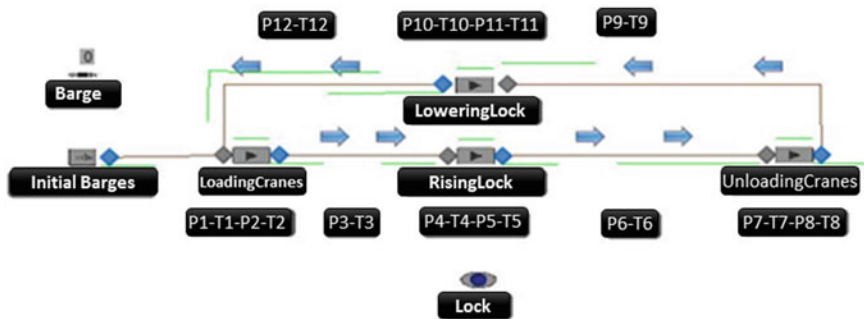 P12-T12
P10-T10-P11-T11
P9-T9
0
Barge
LoweringLock
Initial Barges
LoadingCranes
RisingLock
UnloadingCranes
P1-T1-P2-T2
P3-T3
P4-T4-P5-T5
P6-T6
P7-T7-P8-T8
Lock